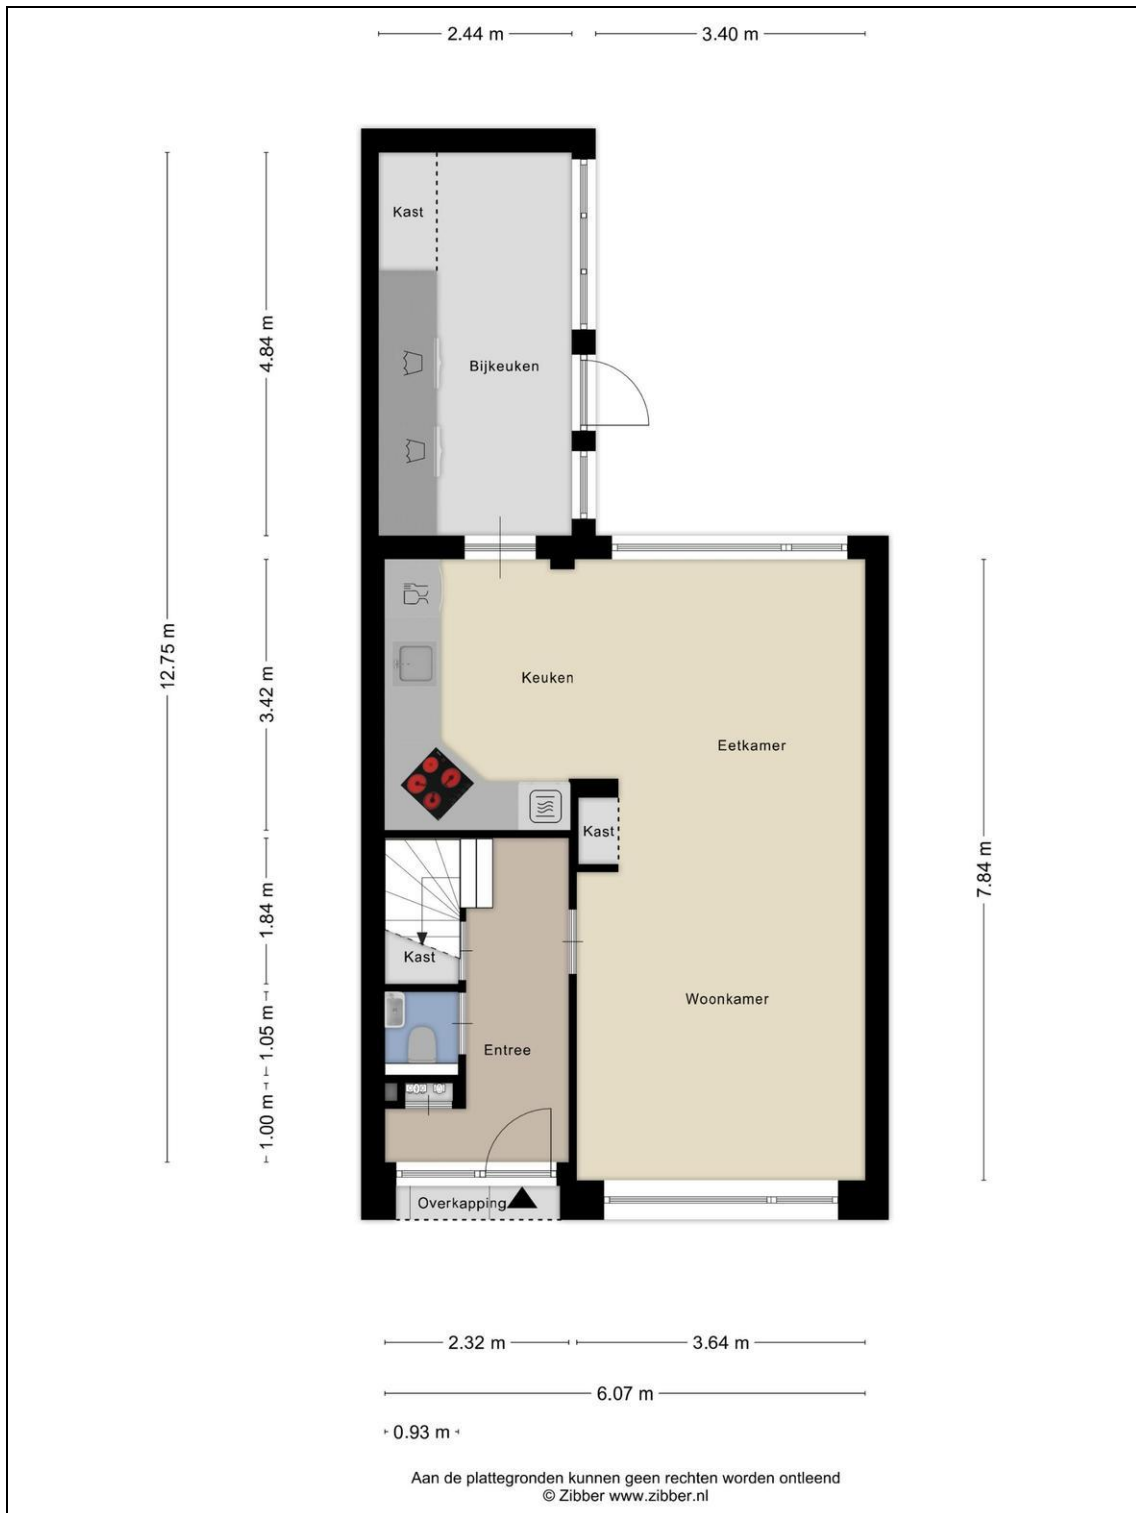 2.44 m
3.40 m
Kast
4.84 m
Bijkeuken
12.75 m
3.42 m
Keuken
Eetkamer
Kast
7.84 m
1.84 m
Kast
Woonkamer
1.05 m
Entree
1.00 m
Overkapping
2.32 m
3.64 m
6.07 m
0.93 m
Aan de plattegronden kunnen geen rechten worden ontleend
© Zibber www.zibber.nl